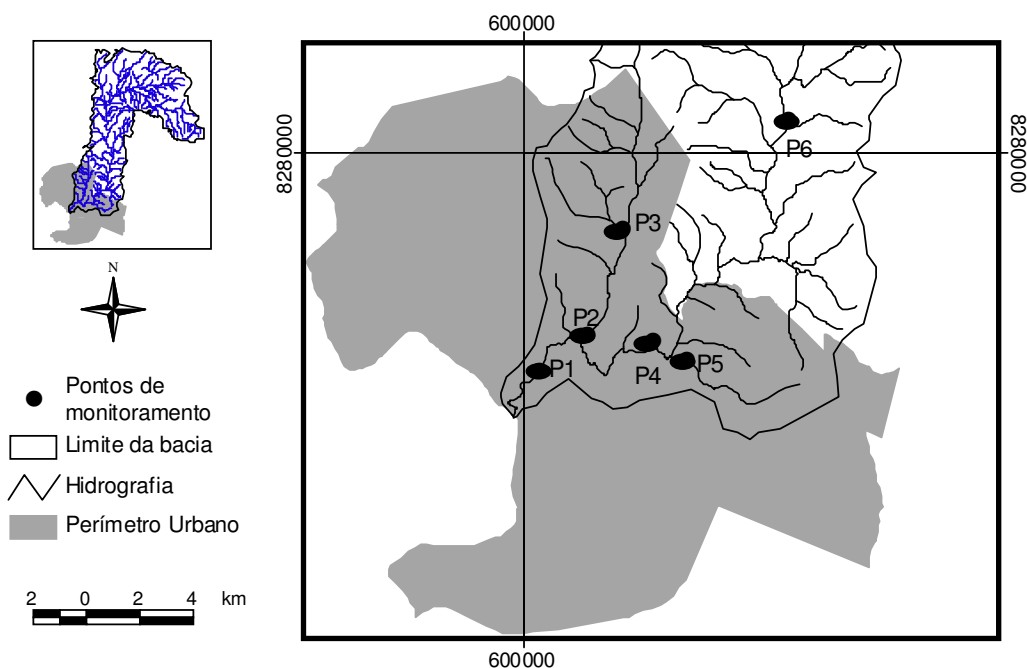 600000
8280000
8280000
P6
P3
P2
P1
P4
P5
N
Pontos de
monitoramento
Limite da bacia
Hidrografia
Perímetro Urbano
2 0 2 4 km
600000